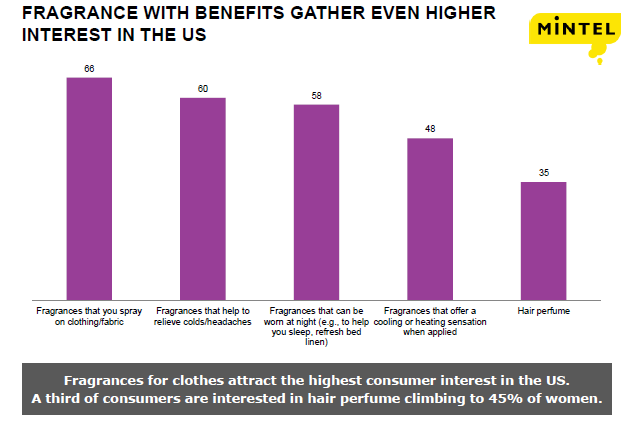 FRAGRANCE WITH BENEFITS GATHER EVEN HIGHER
INTEREST IN THE US
MiNTEL
66
60
58
48
35
Fragrances that you spray
on clothing/fabric
Fragrances that help to
relieve colds/headaches
Fragrances that can be
worn at night (e.g., to help
you sleep, refresh bed
linen)
Fragrances that offer a
cooling or heating sensation
when applied
Hair perfume
Fragrances for clothes attract the highest consumer interest in the US.
A third of consumers are interested in hair perfume climbing to 45% of women.